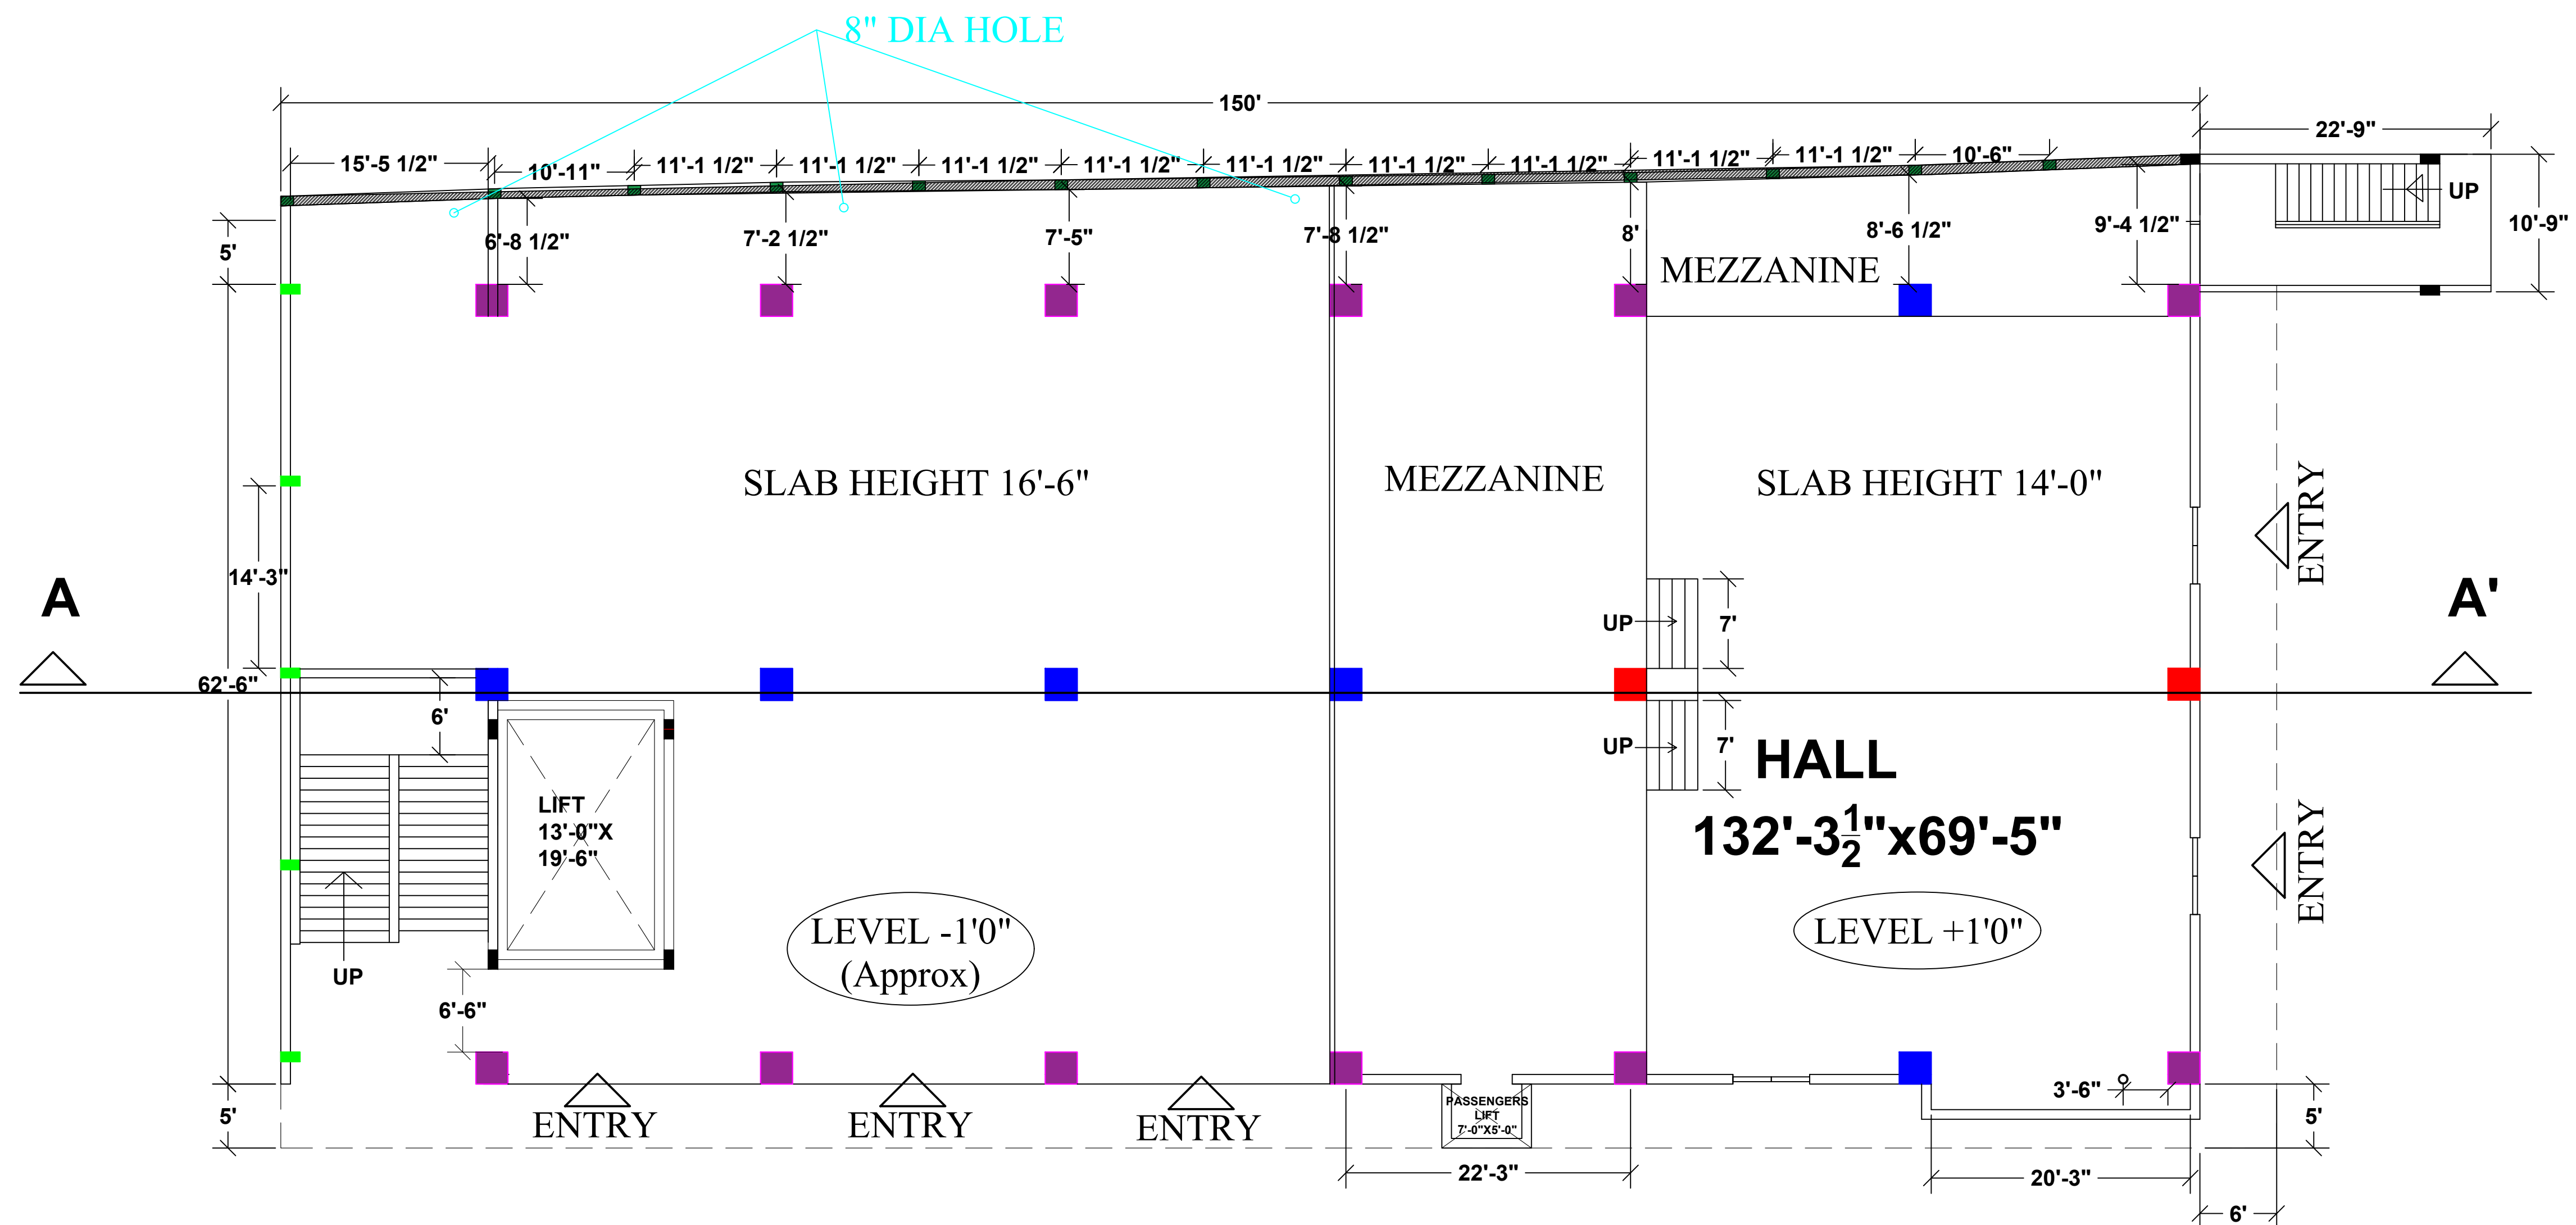 8" DIA HOLE
150'
22'-9"
15'-5 1/2"
10'-11"
11'-1 1/2"
11'-1 1/2"
11'-1 1/2"
11'-1 1/2"
11'-1 1/2"
11'-1 1/2"
11'-1 1/2"
11'-1 1/2"
11'-1 1/2"
10'-6"
UP
10'-9"
5'
6'-8 1/2"
7'-2 1/2"
7'-5"
7'-8 1/2"
8'
8'-6 1/2"
9'-4 1/2"
MEZZANINE
SLAB HEIGHT 16'-6"
MEZZANINE
SLAB HEIGHT 14'-0"
ENTRY
14'-3"
A
A'
UP
7'
62'-6"
6'
UP
7'
HALL
132'-3 1/2"x69'-5"
LIFT
13'-0"X
19'-6"
ENTRY
LEVEL -1'0"
(Approx)
LEVEL +1'0"
UP
6'-6"
5'
ENTRY
ENTRY
ENTRY
PASSENGERS
LIFT
7'-0"X5'-0"
3'-6"
5'
22'-3"
20'-3"
6'